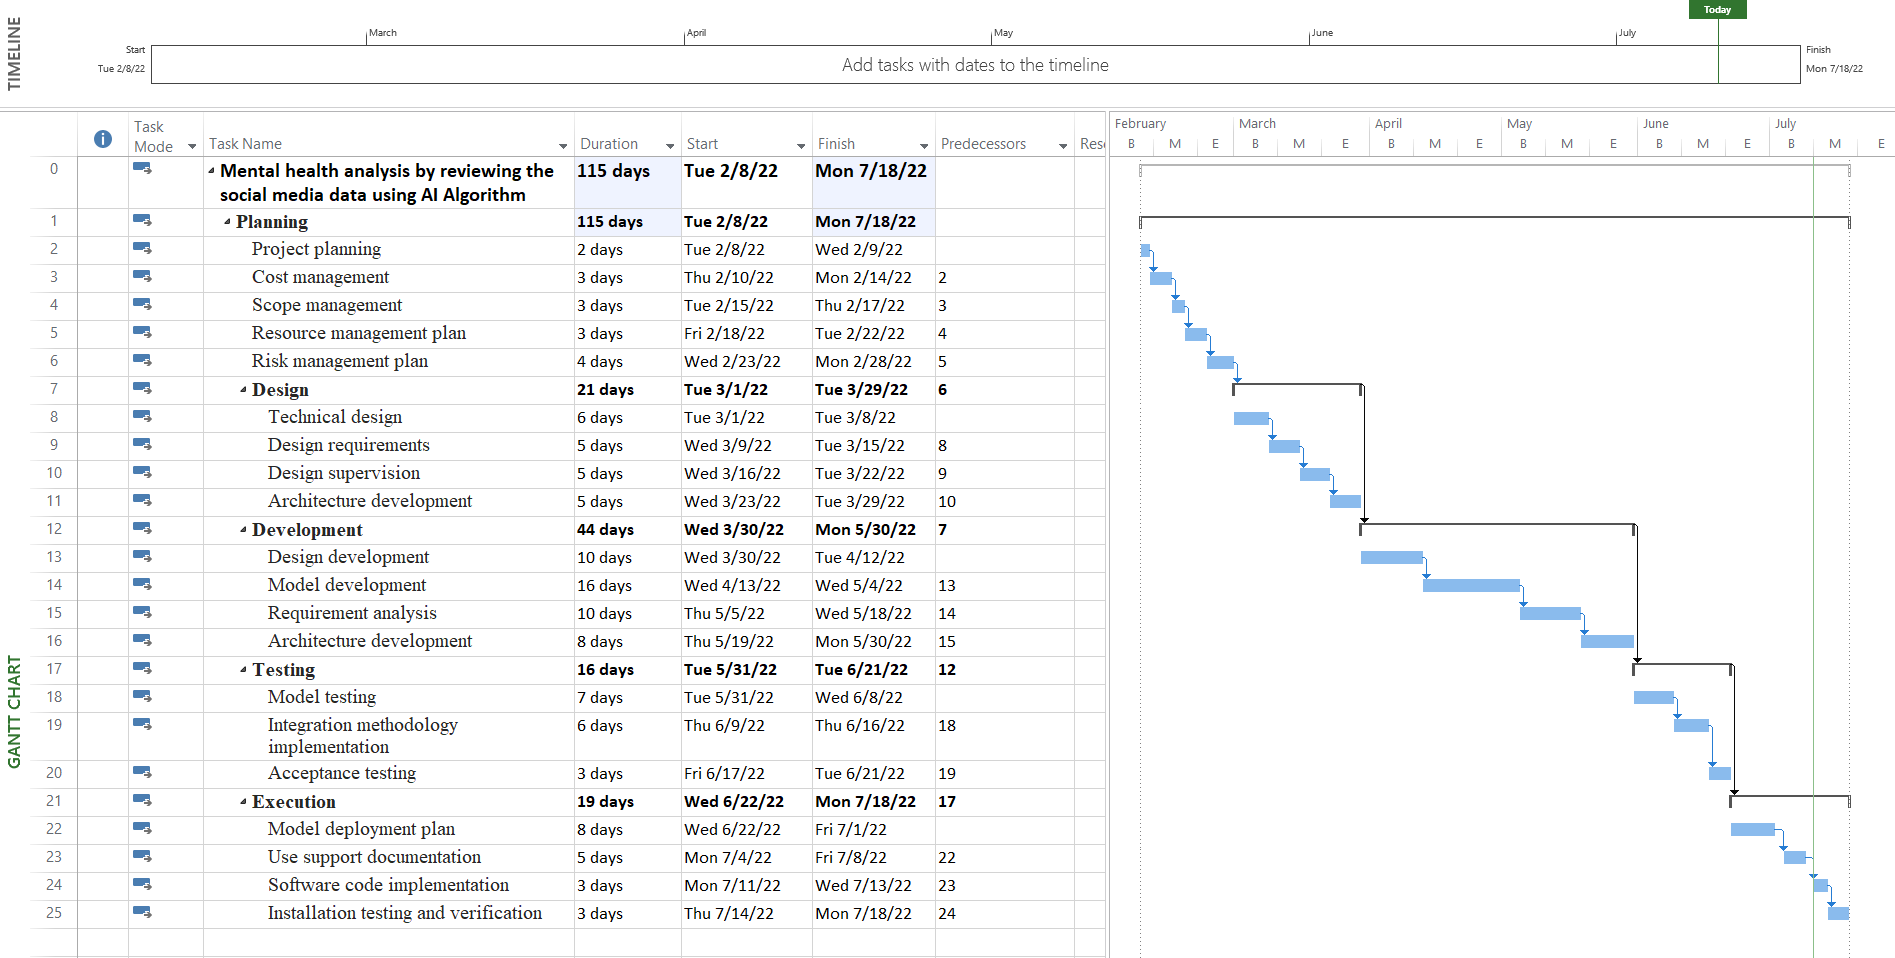 TIMELINE
Today
March April May June July
Start
Tue 2/8/22
Add tasks with dates to the timeline
Finish
Mon 7/18/22
GANTT CHART
Task Mode Task Name Duration Start Finish Predecessors Res
February March April May June July
B M E B M E B M E B M E B M E B M E
0 Mental health analysis by reviewing the social media data using AI Algorithm 115 days Tue 2/8/22 Mon 7/18/22
1 Planning 115 days Tue 2/8/22 Mon 7/18/22
2 Project planning 2 days Tue 2/8/22 Wed 2/9/22
3 Cost management 3 days Thu 2/10/22 Mon 2/14/22 2
4 Scope management 3 days Tue 2/15/22 Thu 2/17/22 3
5 Resource management plan 3 days Fri 2/18/22 Tue 2/22/22 4
6 Risk management plan 4 days Wed 2/23/22 Mon 2/28/22 5
7 Design 21 days Tue 3/1/22 Tue 3/29/22 6
8 Technical design 6 days Tue 3/1/22 Tue 3/8/22
9 Design requirements 5 days Wed 3/9/22 Tue 3/15/22 8
10 Design supervision 5 days Wed 3/16/22 Tue 3/22/22 9
11 Architecture development 5 days Wed 3/23/22 Tue 3/29/22 10
12 Development 44 days Wed 3/30/22 Mon 5/30/22 7
13 Design development 10 days Wed 3/30/22 Tue 4/12/22
14 Model development 16 days Wed 4/13/22 Wed 5/4/22 13
15 Requirement analysis 10 days Thu 5/5/22 Wed 5/18/22 14
16 Architecture development 8 days Thu 5/19/22 Mon 5/30/22 15
17 Testing 16 days Tue 5/31/22 Tue 6/21/22 12
18 Model testing 7 days Tue 5/31/22 Wed 6/8/22
19 Integration methodology implementation 6 days Thu 6/9/22 Thu 6/16/22 18
20 Acceptance testing 3 days Fri 6/17/22 Tue 6/21/22 19
21 Execution 19 days Wed 6/22/22 Mon 7/18/22 17
22 Model deployment plan 8 days Wed 6/22/22 Fri 7/1/22
23 Use support documentation 5 days Mon 7/4/22 Fri 7/8/22 22
24 Software code implementation 3 days Mon 7/11/22 Wed 7/13/22 23
25 Installation testing and verification 3 days Thu 7/14/22 Mon 7/18/22 24